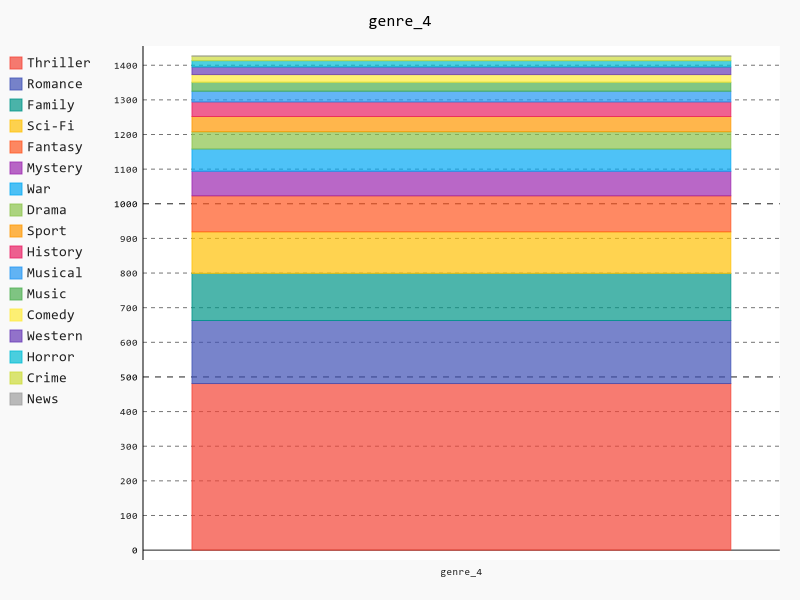 genre_4
Thriller
Romance
Family
Sci-Fi
Fantasy
Mystery
War
Drama
Sport
History
Musical
Music
Comedy
Western
Horror
Crime
News
1400
1300
1200
1100
1000
900
800
700
600
500
400
300
200
100
0
genre_4